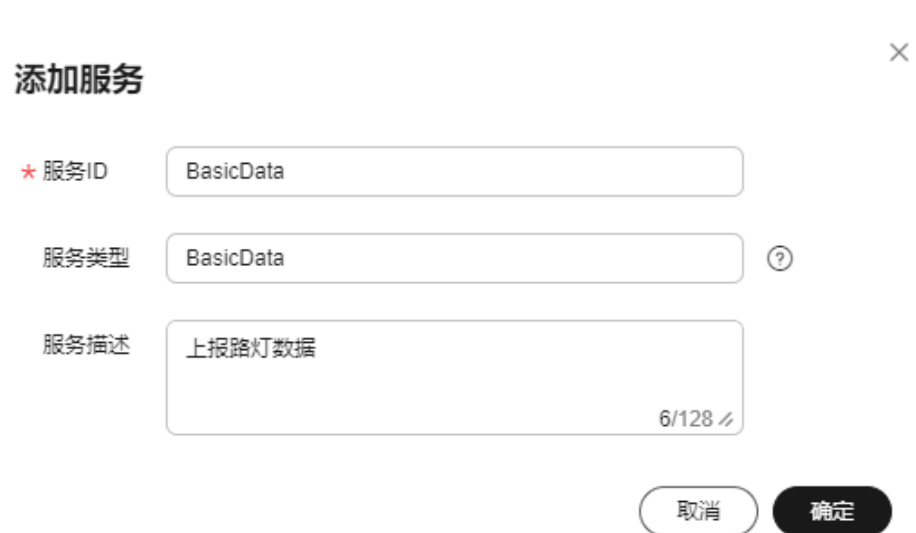 添加服务
* 服务ID BasicData
服务类型 BasicData
服务描述 上报路灯数据
6/128
取消 确定